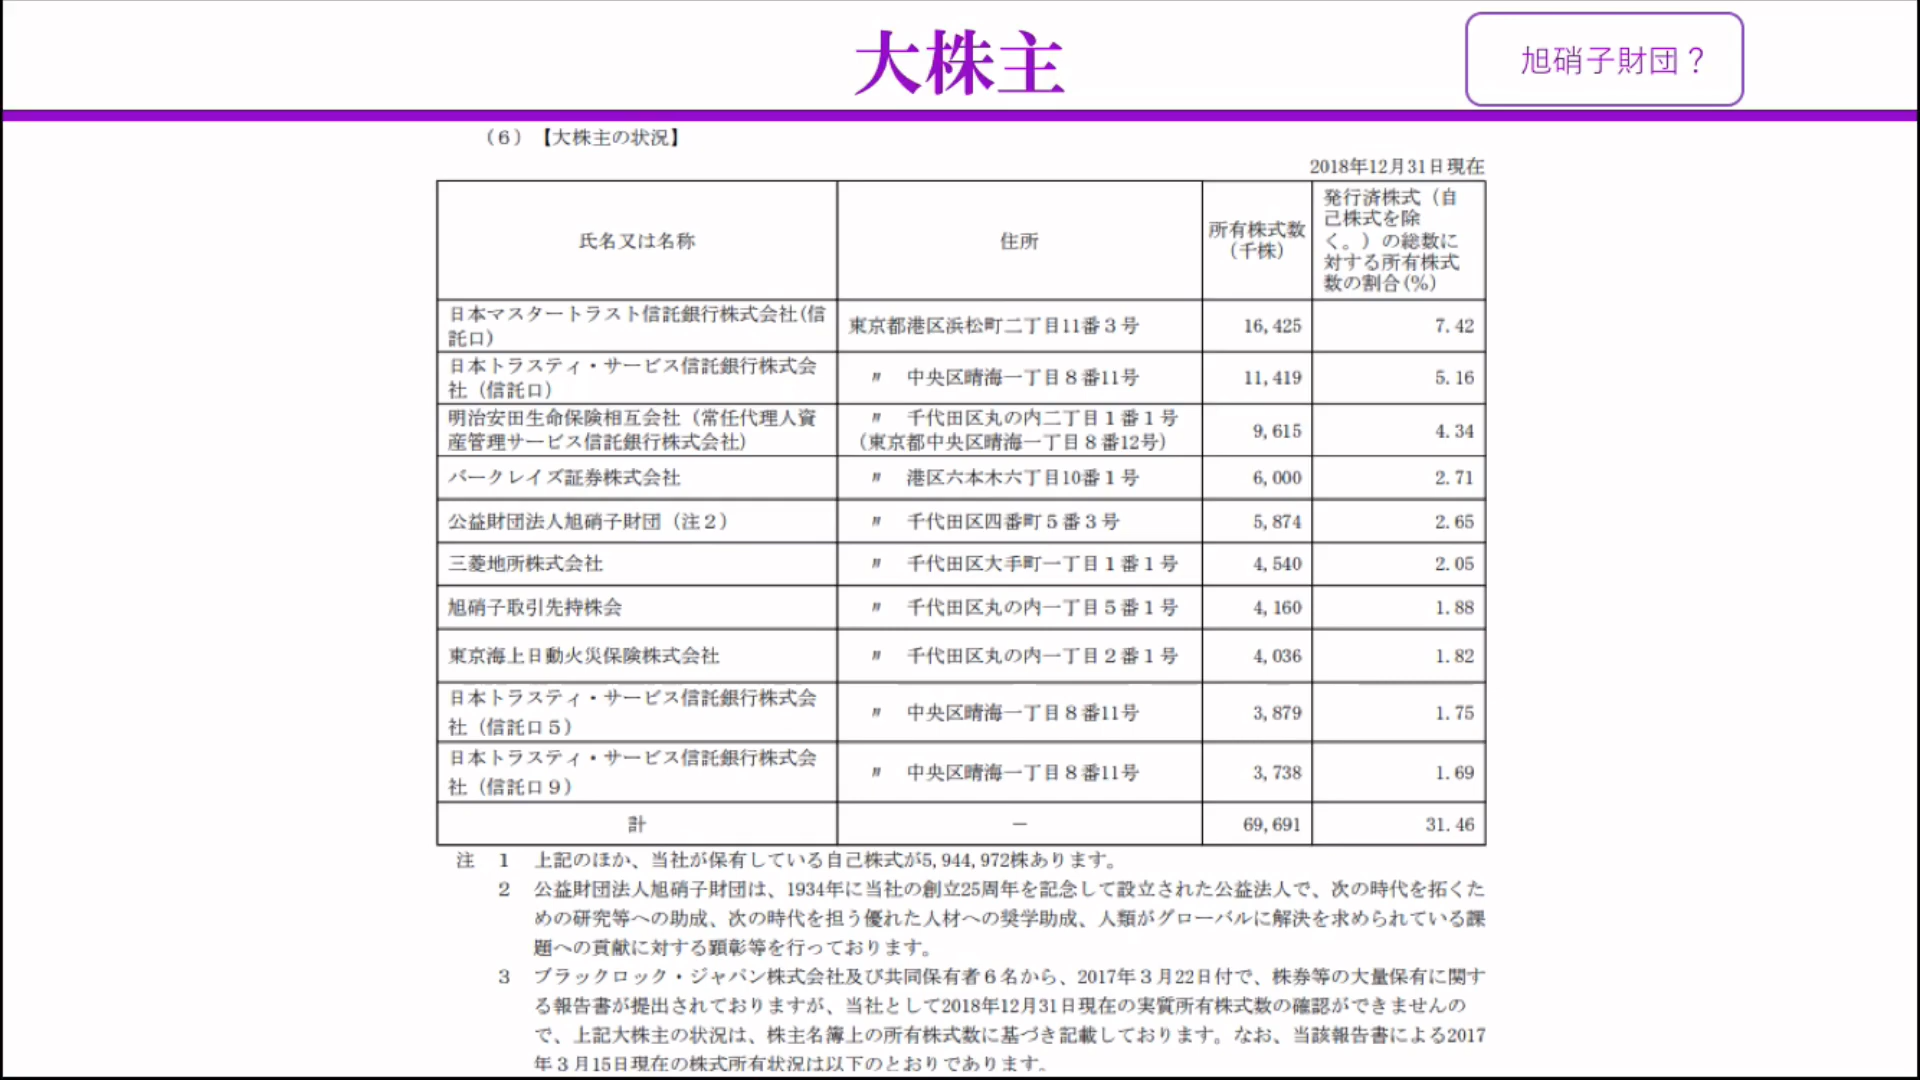 大株主
旭硝子財団？
（６）【大株主の状況】
2018年12月31日現在
氏名又は名称
住所
所有株式数
（千株）
発行済株式（自
己株式を除
く。）の総数に
対する所有株式
数の割合(％)
日本マスタートラスト信託銀行株式会社(信
託口)
東京都港区浜松町二丁目11番３号
16,425
7.42
日本トラスティ・サービス信託銀行株式会
社（信託口）
〃　中央区晴海一丁目８番11号
11,419
5.16
明治安田生命保険相互会社（常任代理人資
産管理サービス信託銀行株式会社）
〃　千代田区丸の内二丁目１番１号
（東京都中央区晴海一丁目８番12号）
9,615
4.34
バークレイズ証券株式会社
〃　港区六本木六丁目10番１号
6,000
2.71
公益財団法人旭硝子財団（注２）
〃　千代田区四番町５番３号
5,874
2.65
三菱地所株式会社
〃　千代田区大手町一丁目１番１号
4,540
2.05
旭硝子取引先持株会
〃　千代田区丸の内一丁目５番１号
4,160
1.88
東京海上日動火災保険株式会社
〃　千代田区丸の内一丁目２番１号
4,036
1.82
日本トラスティ・サービス信託銀行株式会
社（信託口５）
〃　中央区晴海一丁目８番11号
3,879
1.75
日本トラスティ・サービス信託銀行株式会
社（信託口９）
〃　中央区晴海一丁目８番11号
3,738
1.69
計
－
69,691
31.46
注　１　上記のほか、当社が保有している自己株式が5,944,972株あります。
２　公益財団法人旭硝子財団は、1934年に当社の創立25周年を記念して設立された公益法人で、次の時代を拓くた
めの研究等への助成、次の時代を担う優れた人材への奨学助成、人類がグローバルに解決を求められている課
題への貢献に対する顕彰等を行っております。
３　ブラックロック・ジャパン株式会社及び共同保有者６名から、2017年３月22日付で、株券等の大量保有に関す
る報告書が提出されておりますが、当社として2018年12月31日現在の実質所有株式数の確認ができませんの
で、上記大株主の状況は、株主名簿上の所有株式数に基づき記載しております。なお、当該報告書による2017
年３月15日現在の株式所有状況は以下のとおりであります。